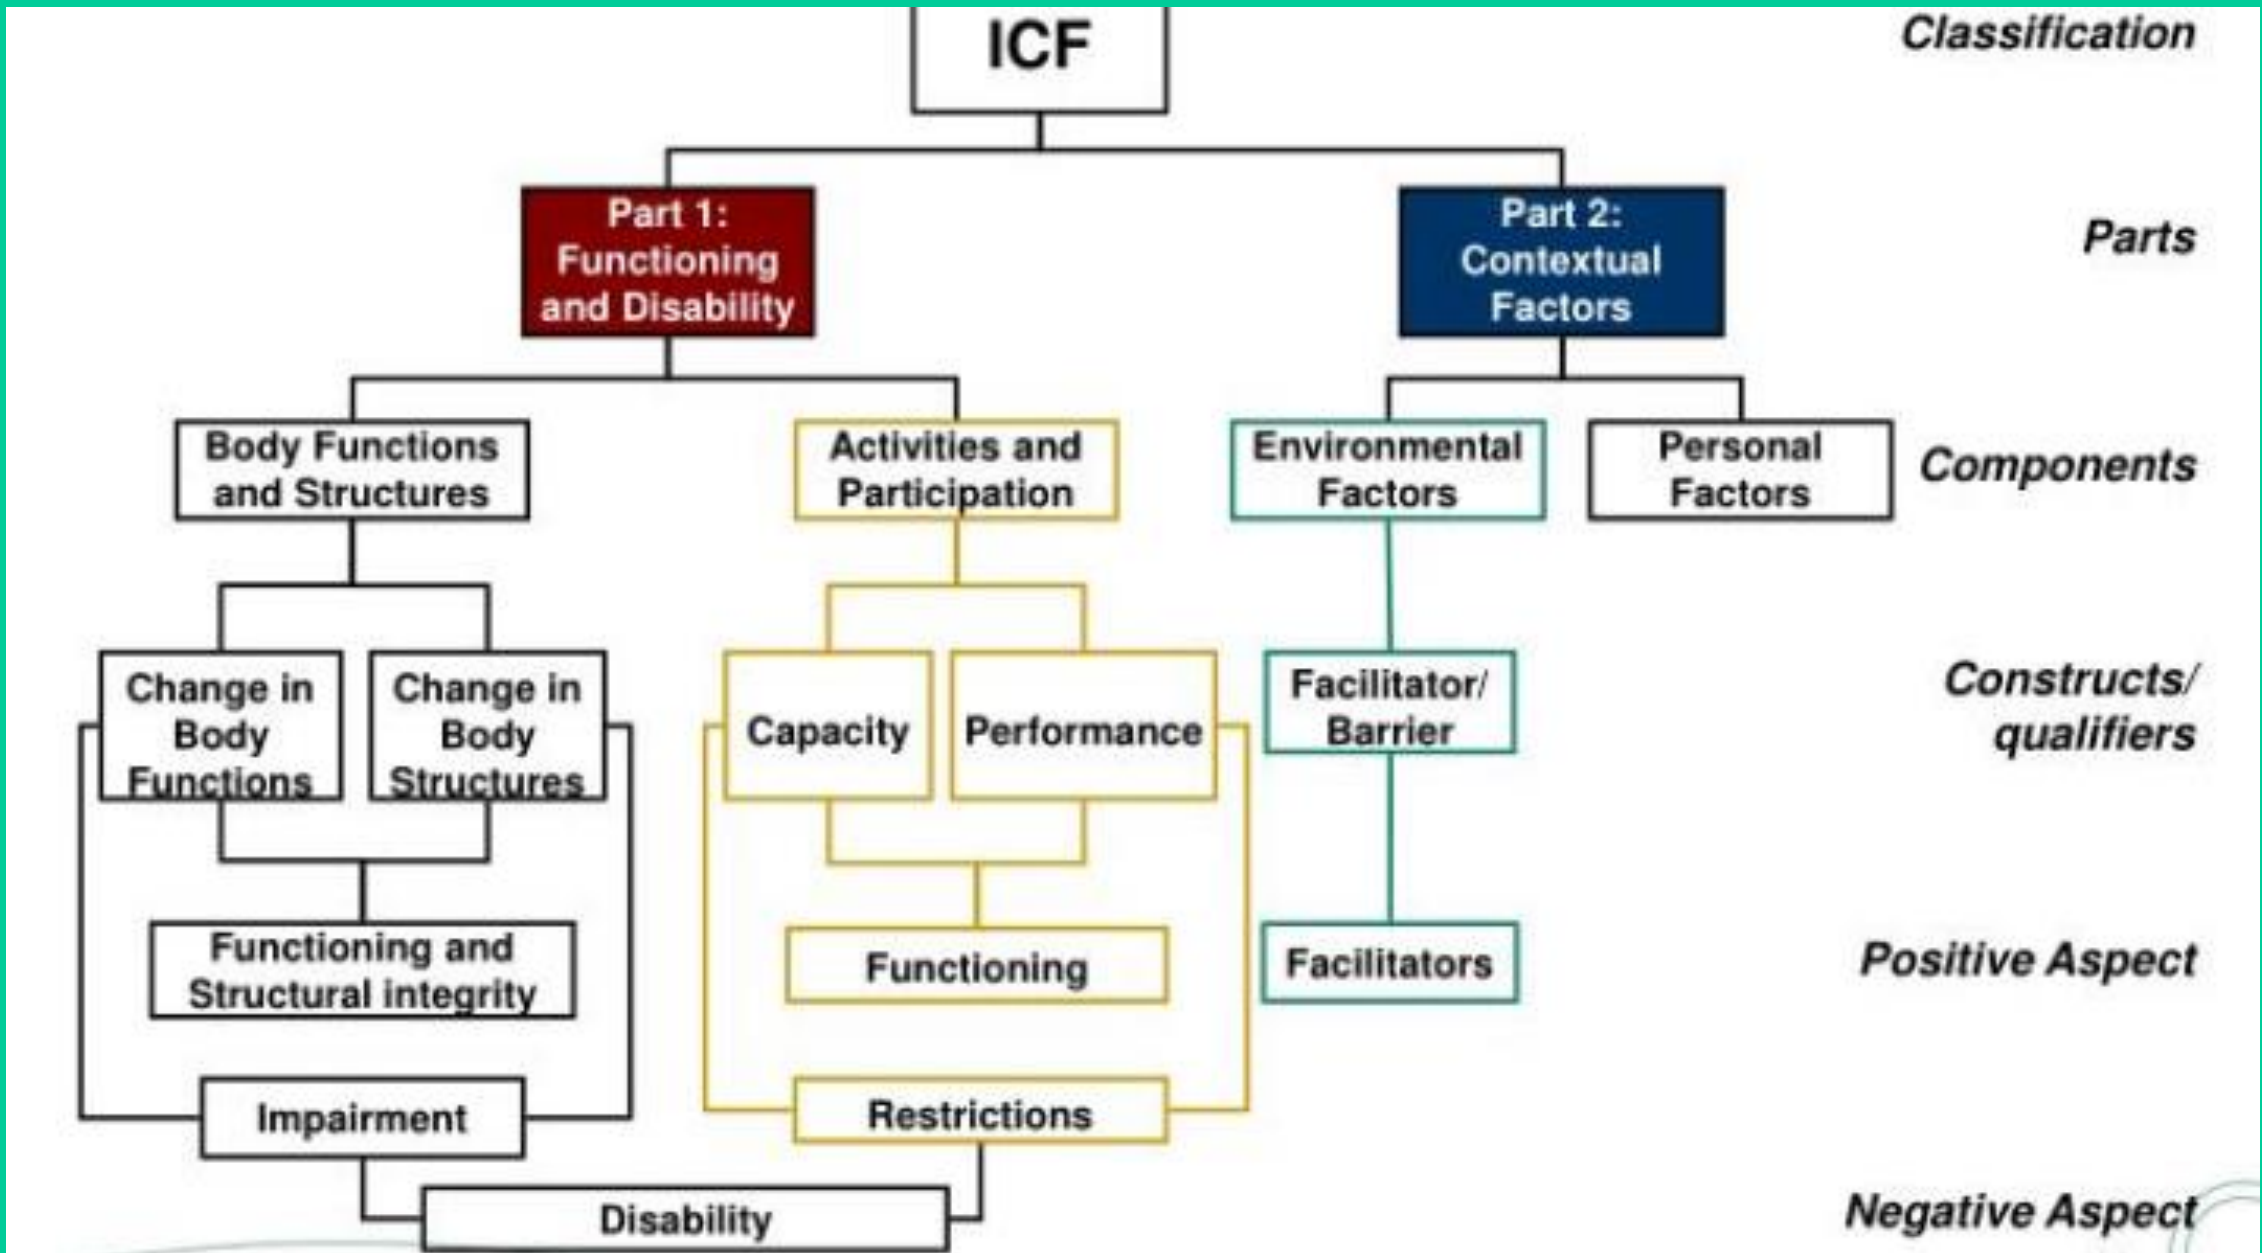 ICF
Classification
Part 1:
Functioning
and Disability
Part 2:
Contextual
Factors
Parts
Body Functions
and Structures
Activities and
Participation
Environmental
Factors
Personal
Factors
Components
Change in
Body
Functions
Change in
Body
Structures
Capacity
Performance
Facilitator/
Barrier
Constructs/
qualifiers
Functioning and
Structural integrity
Functioning
Facilitators
Positive Aspect
Impairment
Restrictions
Disability
Negative Aspect